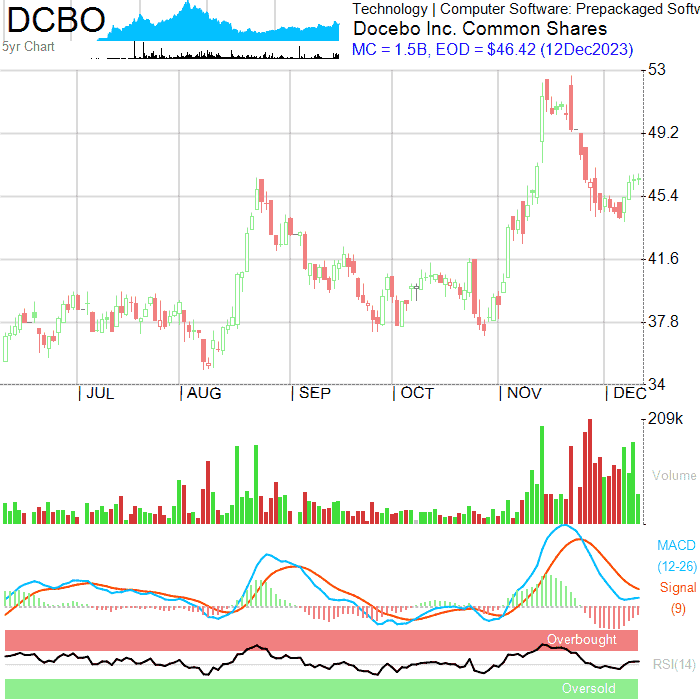 DCBO
5yr Chart
Technology | Computer Software: Prepackaged Softw
Docebo Inc. Common Shares
MC = 1.5B, EOD = $46.42 (12Dec2023)
53
49.2
45.4
41.6
37.8
34
| JUL | AUG | SEP | OCT | NOV | DEC
209k
Volume
MACD
(12-26)
Signal
(9)
Overbought
RSI(14)
Oversold